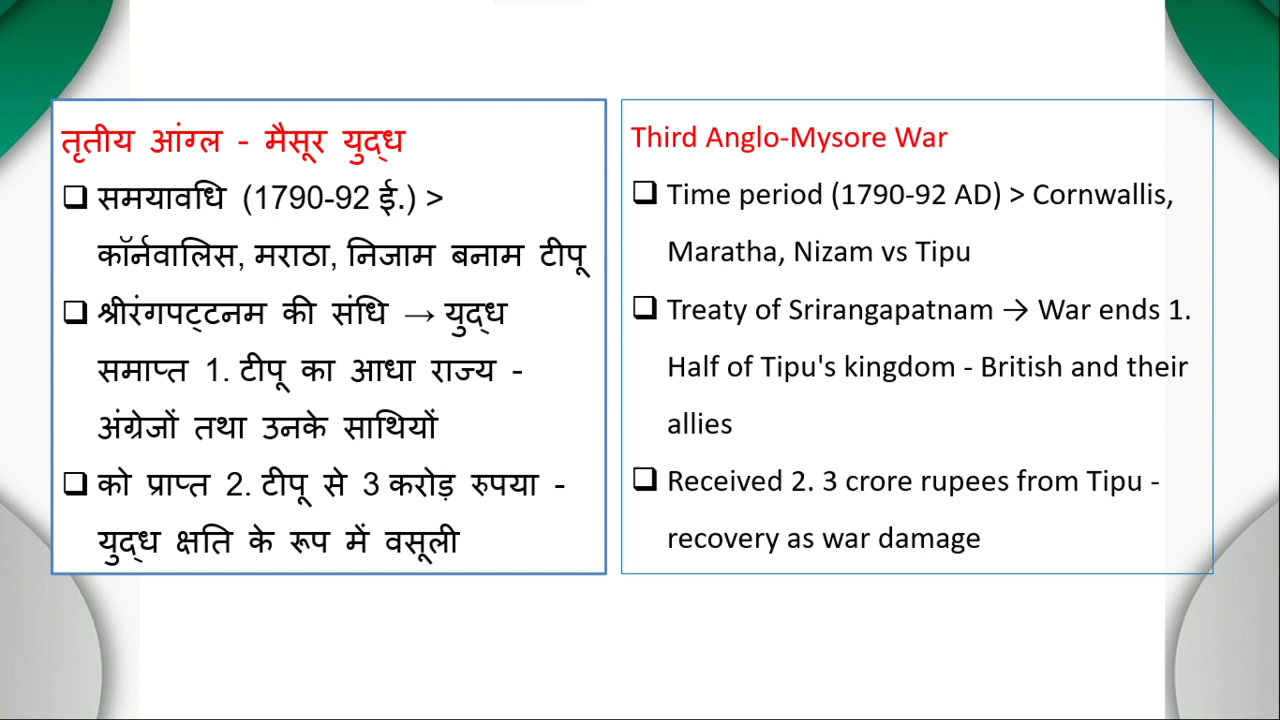 तृतीय आंग्ल - मैसूर युद्ध
❑ समयावधि (1790-92 ई.) >
कॉर्नवालिस, मराठा, निजाम बनाम टीपू
❑ श्रीरंगपट्टनम की संधि → युद्ध
समाप्त 1. टीपू का आधा राज्य -
अंग्रेजों तथा उनके साथियों
❑ को प्राप्त 2. टीपू से 3 करोड़ रुपया -
युद्ध क्षति के रूप में वसूली
Third Anglo-Mysore War
❑ Time period (1790-92 AD) > Cornwallis,
Maratha, Nizam vs Tipu
❑ Treaty of Srirangapatnam → War ends 1.
Half of Tipu's kingdom - British and their
allies
❑ Received 2. 3 crore rupees from Tipu -
recovery as war damage